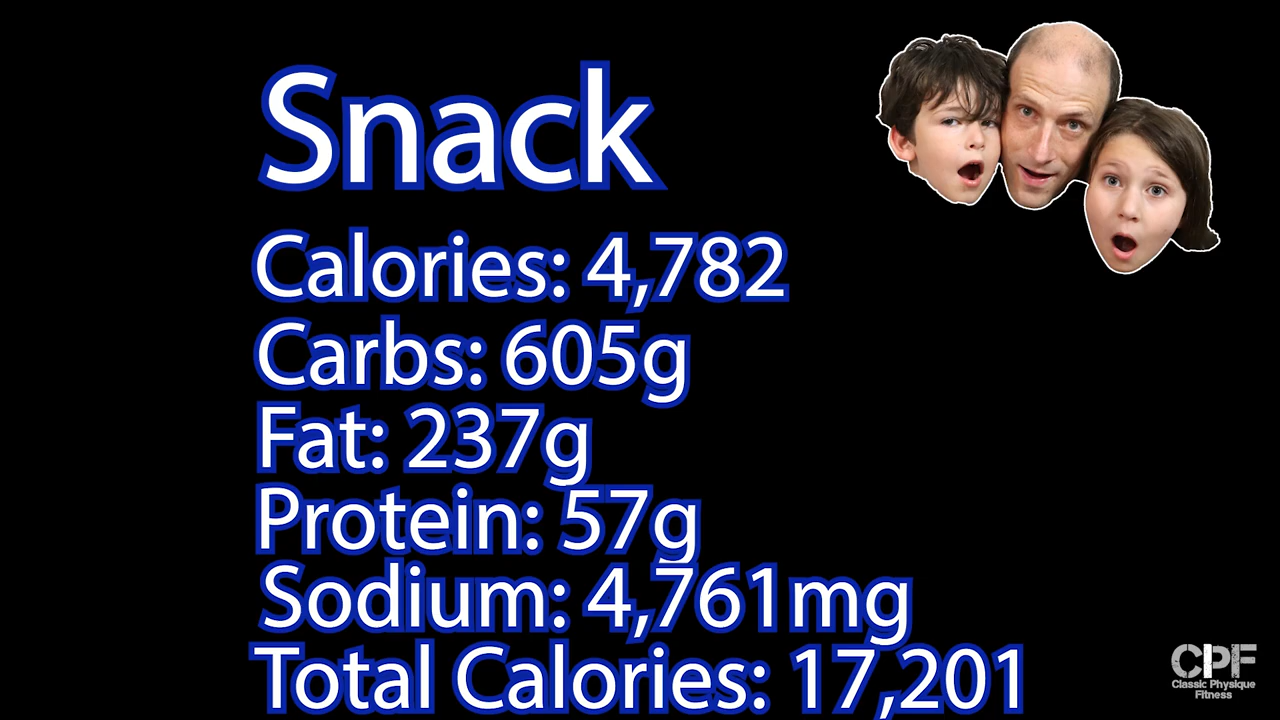 Snack
Calories: 4,782
Carbs: 605g
Fat: 237g
Protein: 57g
Sodium: 4,761mg
Total Calories: 17,201
CPF
Classic Physique
Fitness